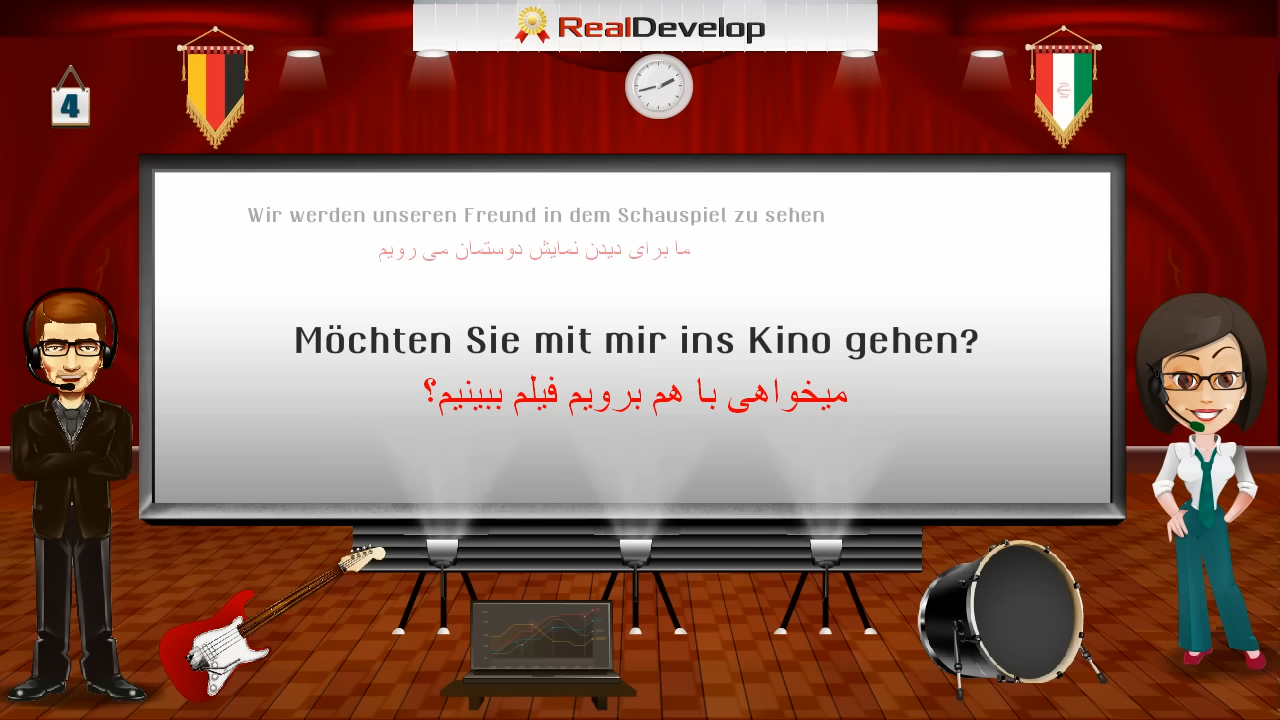 RealDevelop
4
Wir werden unseren Freund in dem Schauspiel zu sehen
ما برای دیدن نمایش دوستمان می رویم
Möchten Sie mit mir ins Kino gehen?
میخواهی با هم برویم فیلم ببینیم؟